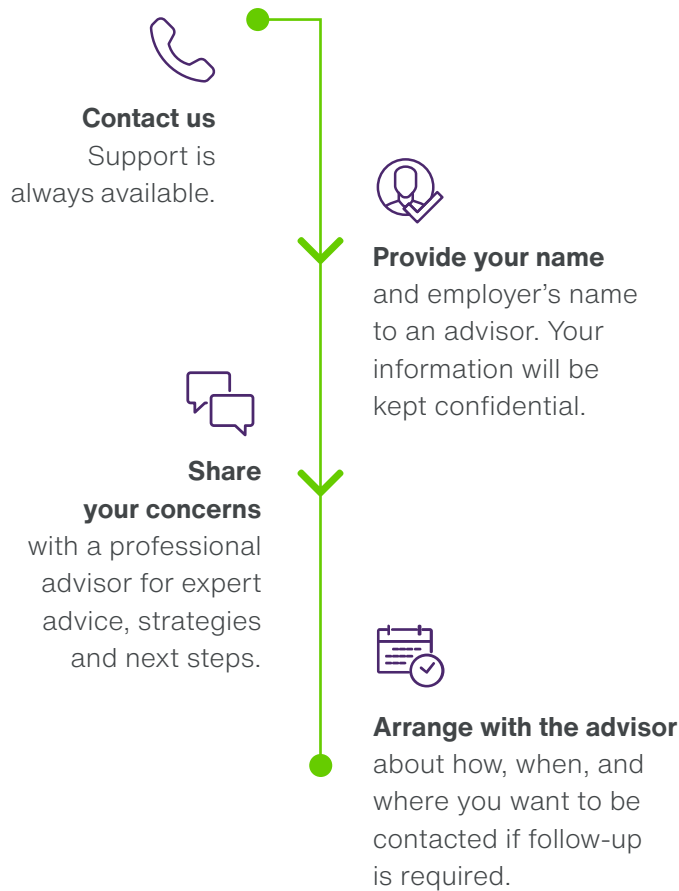 Contact us
Support is
always available.
Provide your name
and employer’s name
to an advisor. Your
information will be
kept confidential.
Share
your concerns
with a professional
advisor for expert
advice, strategies
and next steps.
Arrange with the advisor
about how, when, and
where you want to be
contacted if follow-up
is required.